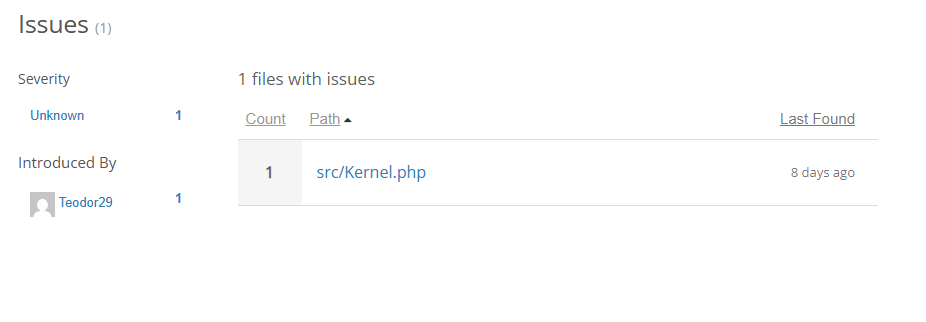 Issues (1)
Severity
Unknown 1
Introduced By
Teodor29 1
1 files with issues
Count Path Last Found
1 src/Kernel.php 8 days ago